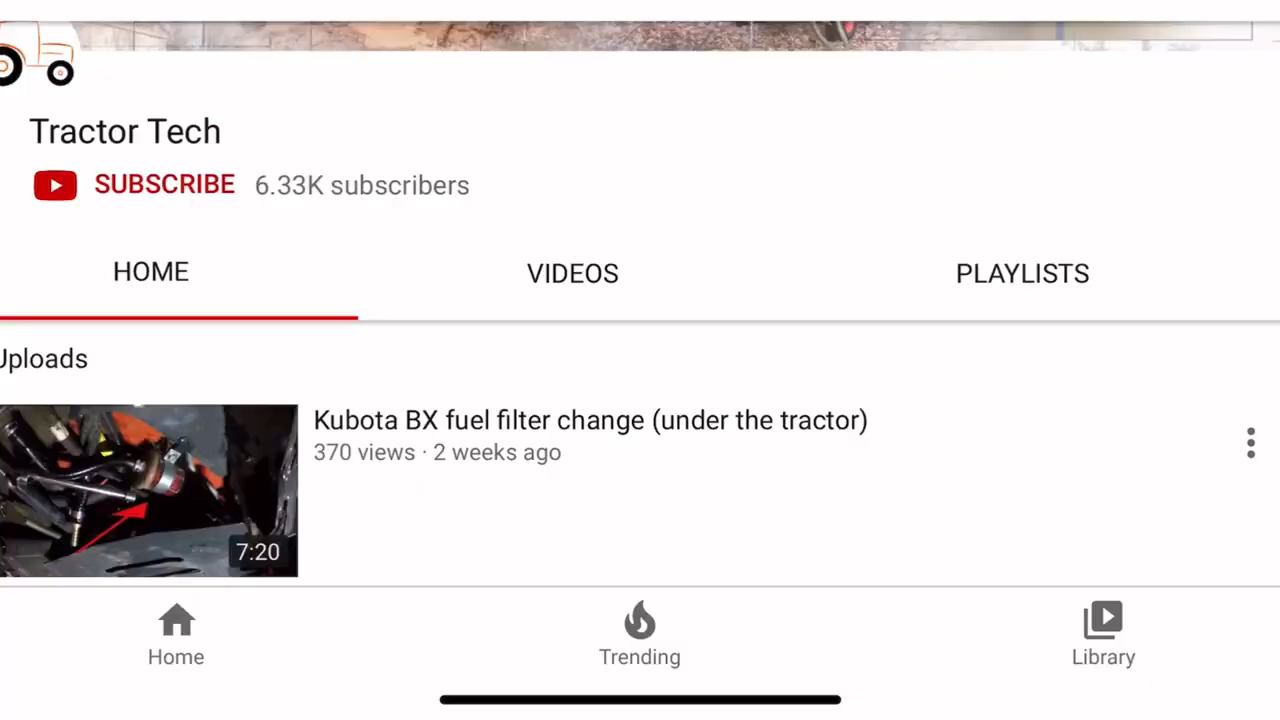 Tractor Tech
SUBSCRIBE 6.33K subscribers
HOME VIDEOS PLAYLISTS
Uploads
Kubota BX fuel filter change (under the tractor)
370 views · 2 weeks ago
7:20
Home Trending Library